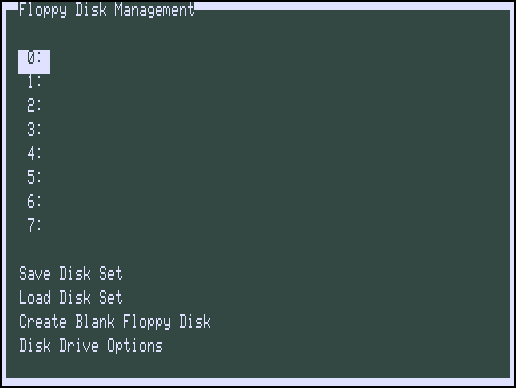 Floppy Disk Management
0:
1:
2:
3:
4:
5:
6:
7:
Save Disk Set
Load Disk Set
Create Blank Floppy Disk
Disk Drive Options